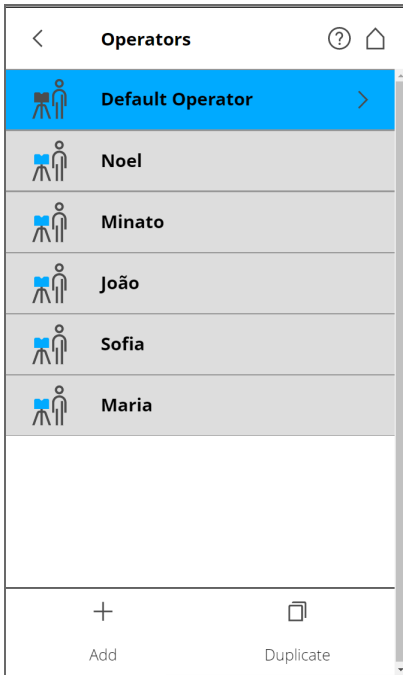 Operators
Default Operator
Noel
Minato
João
Sofia
Maria
Add
Duplicate